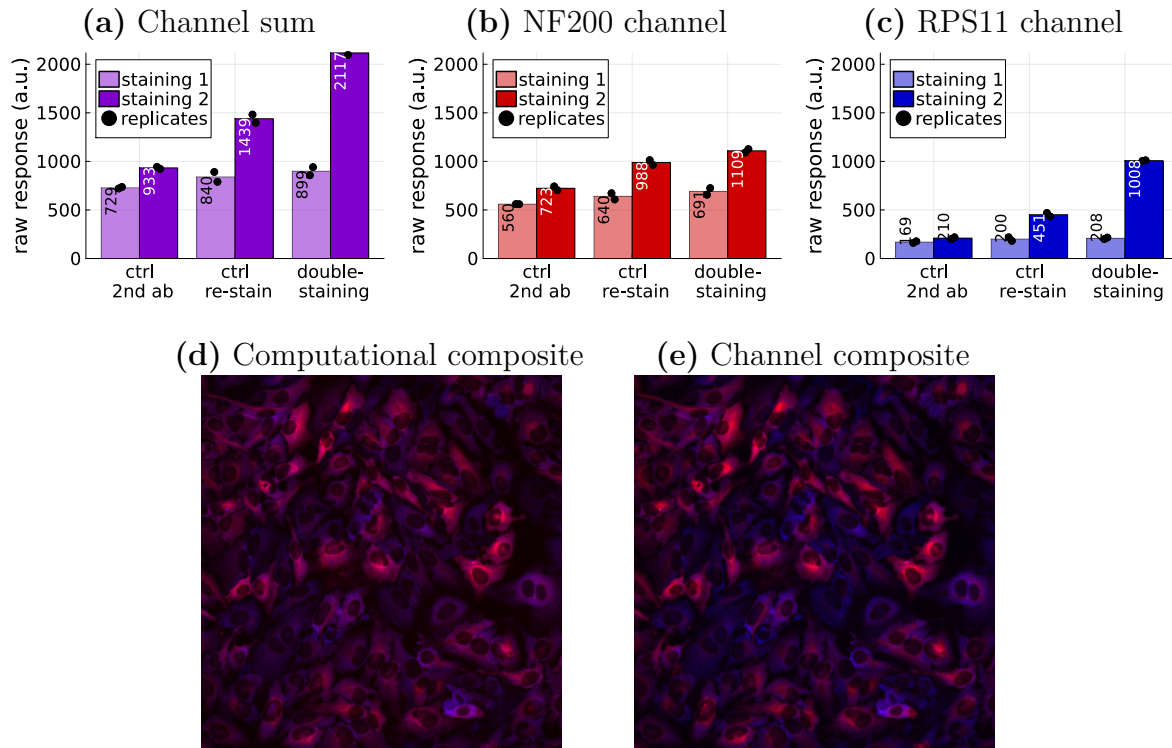 (a) Channel sum
raw response (a.u.)
2000
1500
1000
500
0
staining 1
staining 2
replicates
729
933
840
1439
899
2117
ctrl
2nd ab
ctrl
re-stain
double-
staining
(b) NF200 channel
raw response (a.u.)
2000
1500
1000
500
0
staining 1
staining 2
replicates
560
723
640
988
691
1109
ctrl
2nd ab
ctrl
re-stain
double-
staining
(c) RPS11 channel
raw response (a.u.)
2000
1500
1000
500
0
staining 1
staining 2
replicates
169
210
200
451
208
1008
ctrl
2nd ab
ctrl
re-stain
double-
staining
(d) Computational composite
(e) Channel composite